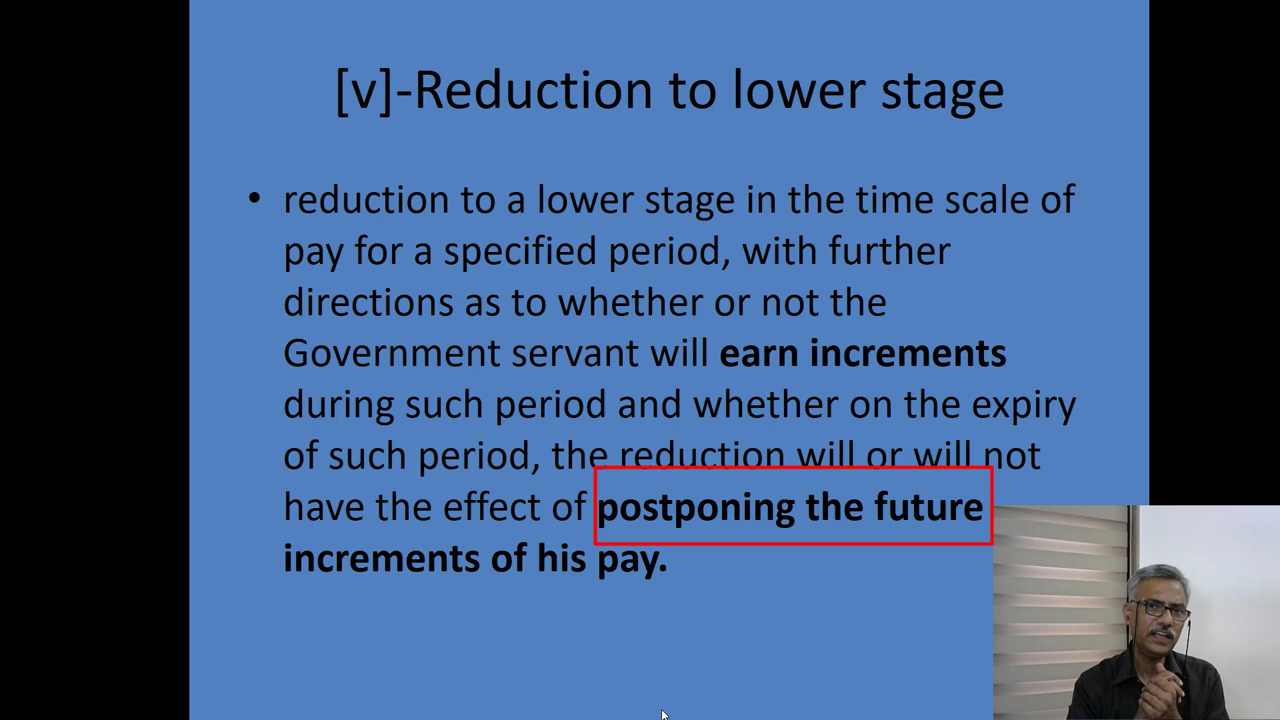 [v]-Reduction to lower stage
• reduction to a lower stage in the time scale of
pay for a specified period, with further
directions as to whether or not the
Government servant will earn increments
during such period and whether on the expiry
of such period, the reduction will or will not
have the effect of postponing the future
increments of his pay.